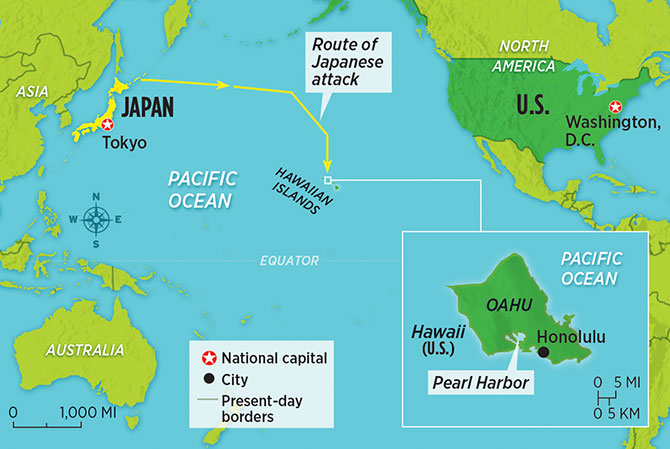 Route of
Japanese
attack
NORTH
AMERICA
ASIA
JAPAN
Tokyo
U.S.
Washington,
D.C.
PACIFIC
OCEAN
HAWAIIAN
ISLANDS
N
W E
S
EQUATOR
AUSTRALIA
National capital
City
Present-day
borders
0 1,000 MI
PACIFIC
OCEAN
OAHU
Hawaii
(U.S.)
Honolulu
Pearl Harbor
0 5 MI
0 5 KM